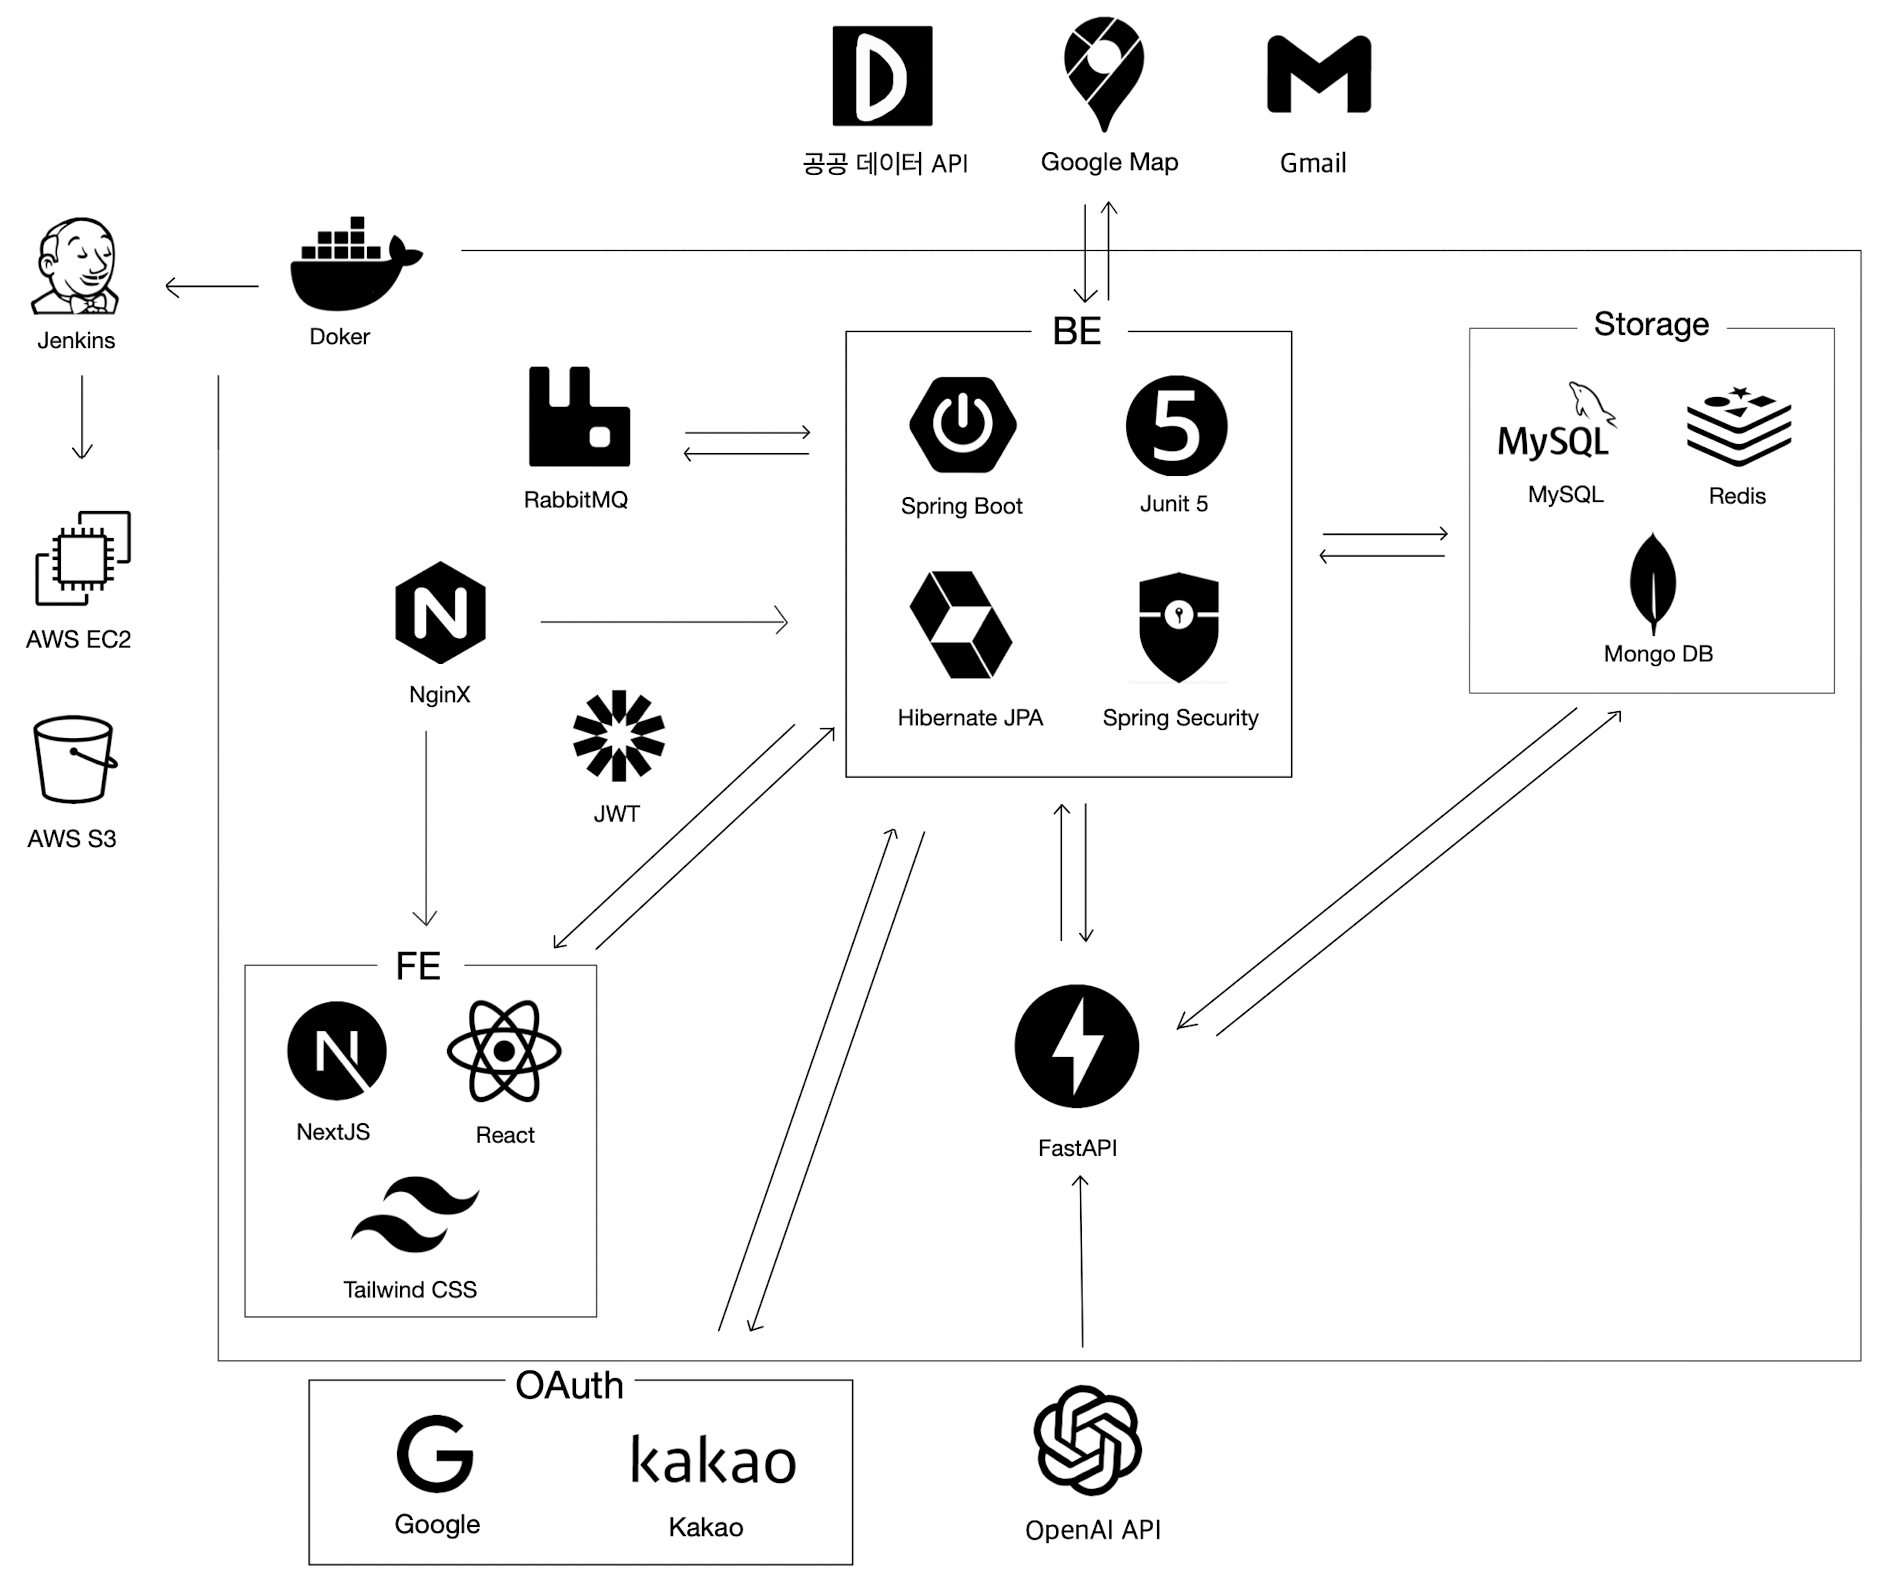 공공 데이터 API
Google Map
Gmail
Jenkins
Doker
BE
Storage
RabbitMQ
Spring Boot
5
Junit 5
MySQL
MySQL
Redis
AWS EC2
N
NginX
Hibernate JPA
Spring Security
Mongo DB
JWT
AWS S3
FE
N
NextJS
React
FastAPI
Tailwind CSS
OAuth
G
Google
kakao
Kakao
OpenAI API